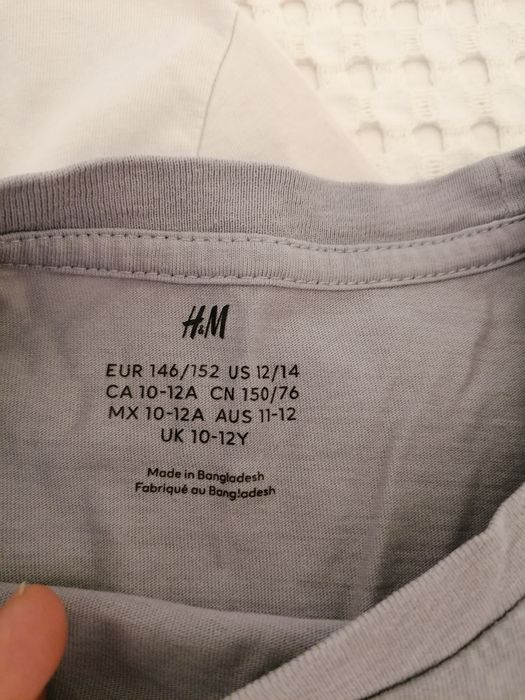 H&M
EUR 146/152 US 12/14
CA 10-12A CN 150/76
MX 10-12A AUS 11-12
UK 10-12Y
Made in Bangladesh
Fabriqué au Bangladesh